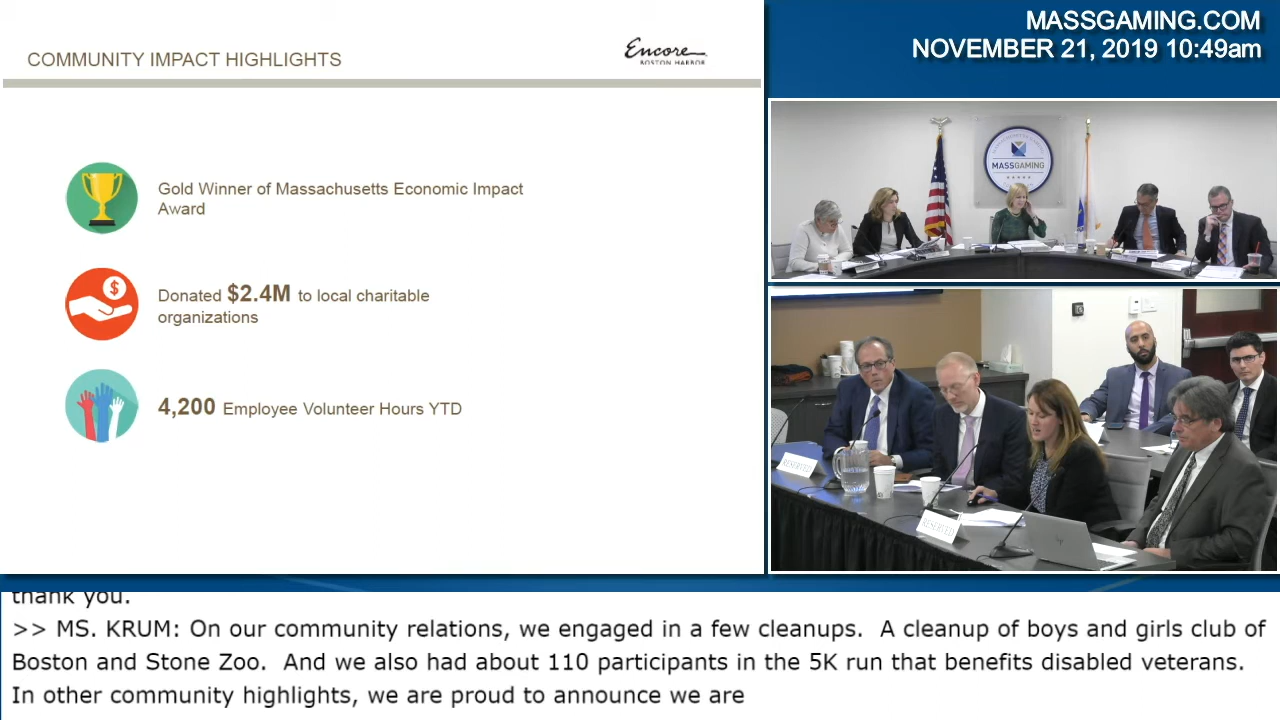 COMMUNITY IMPACT HIGHLIGHTS
Encore
BOSTON HARBOR
Gold Winner of Massachusetts Economic Impact
Award
Donated $2.4M to local charitable
organizations
4,200 Employee Volunteer Hours YTD
MASSGAMING.COM
NOVEMBER 21, 2019 10:49am
MASSGAMING
RESERVED
RESERVED
thank you.
>> MS. KRUM: On our community relations, we engaged in a few cleanups.  A cleanup of boys and girls club of
Boston and Stone Zoo.  And we also had about 110 participants in the 5K run that benefits disabled veterans.
In other community highlights, we are proud to announce we are